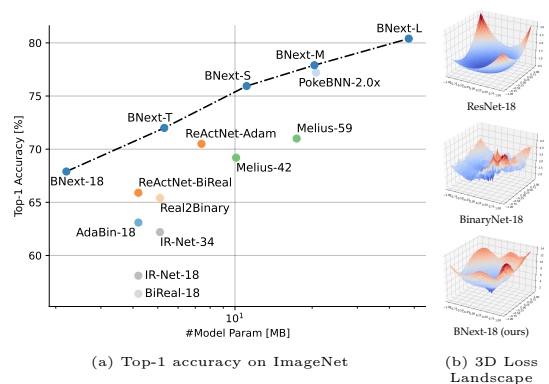 80
75
70
65
60
Top-1 Accuracy [%]
BNext-L
BNext-M
PokeBNN-2.0x
BNext-S
BNext-T
ReActNet-Adam
Melius-59
Melius-42
BNext-18
ReActNet-BiReal
Real2Binary
AdaBin-18
IR-Net-34
IR-Net-18
BiReal-18
10¹
#Model Param [MB]
(a) Top-1 accuracy on ImageNet
ResNet-18
BinaryNet-18
BNext-18 (ours)
(b) 3D Loss
Landscape